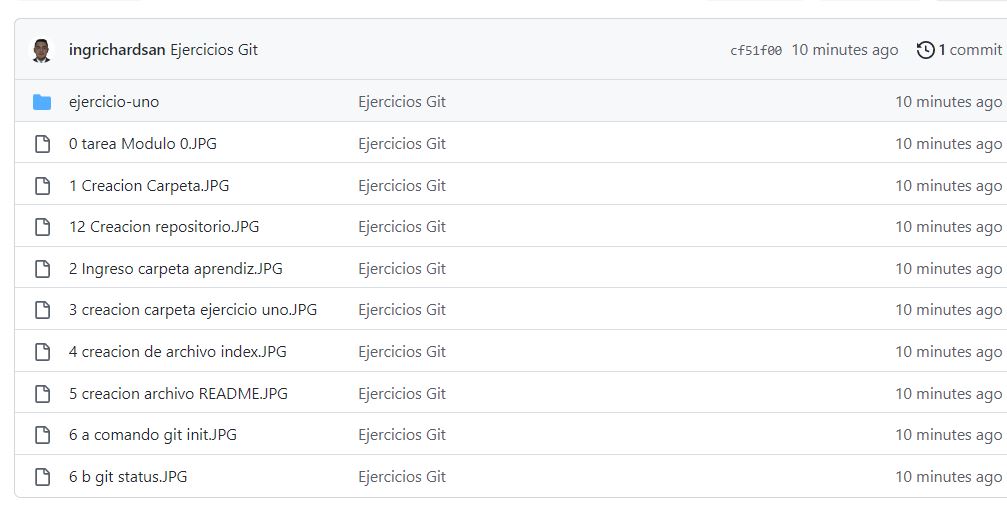 ingrichardsan Ejercicios Git cf51f00 10 minutes ago 1 commit
ejercicio-uno Ejercicios Git 10 minutes ago
0 tarea Modulo 0.JPG Ejercicios Git 10 minutes ago
1 Creacion Carpeta.JPG Ejercicios Git 10 minutes ago
12 Creacion repositorio.JPG Ejercicios Git 10 minutes ago
2 Ingreso carpeta aprendiz.JPG Ejercicios Git 10 minutes ago
3 creacion carpeta ejercicio uno.JPG Ejercicios Git 10 minutes ago
4 creacion de archivo index.JPG Ejercicios Git 10 minutes ago
5 creacion archivo README.JPG Ejercicios Git 10 minutes ago
6 a comando git init.JPG Ejercicios Git 10 minutes ago
6 b git status.JPG Ejercicios Git 10 minutes ago